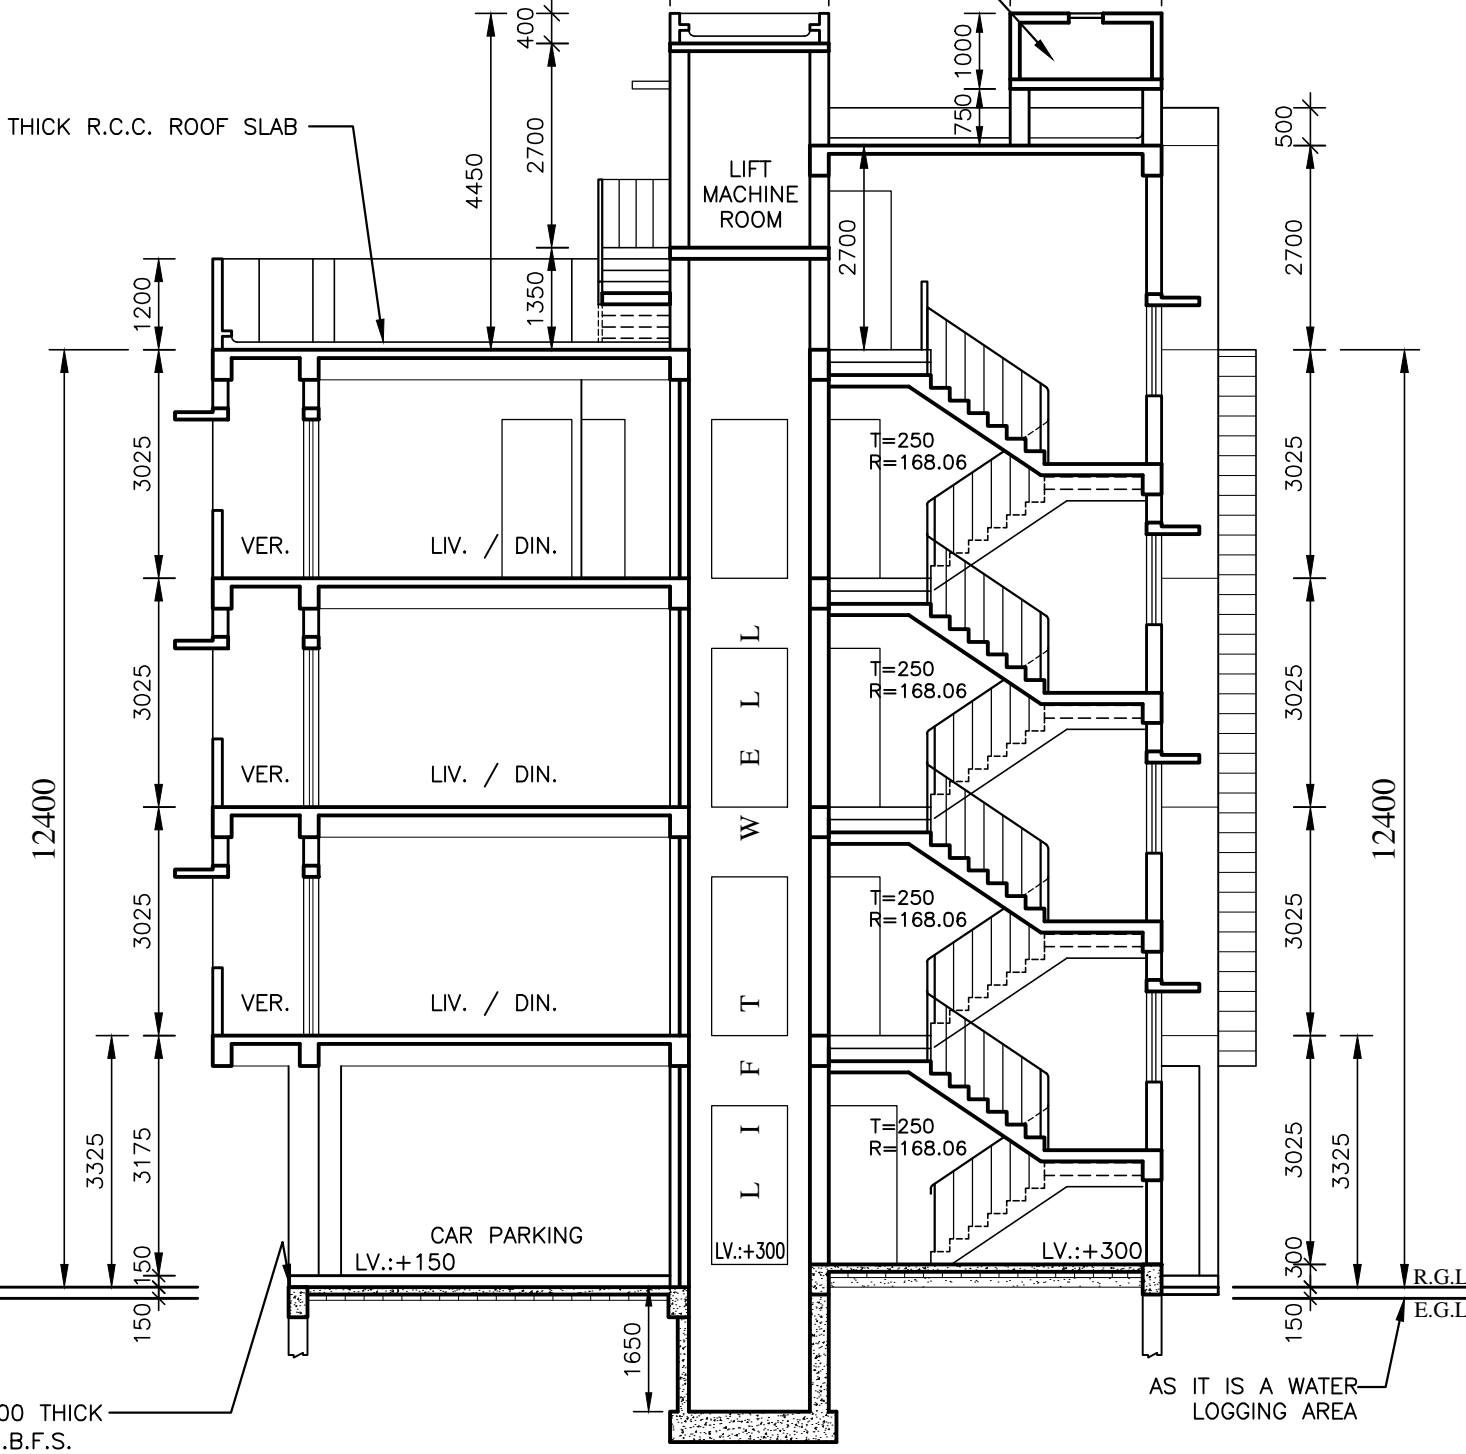 400
1000
THICK R.C.C. ROOF SLAB
4450
2700
750
500
LIFT
MACHINE
ROOM
2700
2700
1200
1350
3025
T=250
R=168.06
3025
VER.
LIV. / DIN.
3025
T=250
R=168.06
3025
VER.
LIV. / DIN.
12400
LIFT WELL
12400
3025
T=250
R=168.06
3025
VER.
LIV. / DIN.
3325
3175
T=250
R=168.06
3025
3325
CAR PARKING
LV.:+150
LV.:+300
LV.:+300
150
300
R.G.L
150
150
E.G.L
1650
AS IT IS A WATER
LOGGING AREA
00 THICK
.B.F.S.